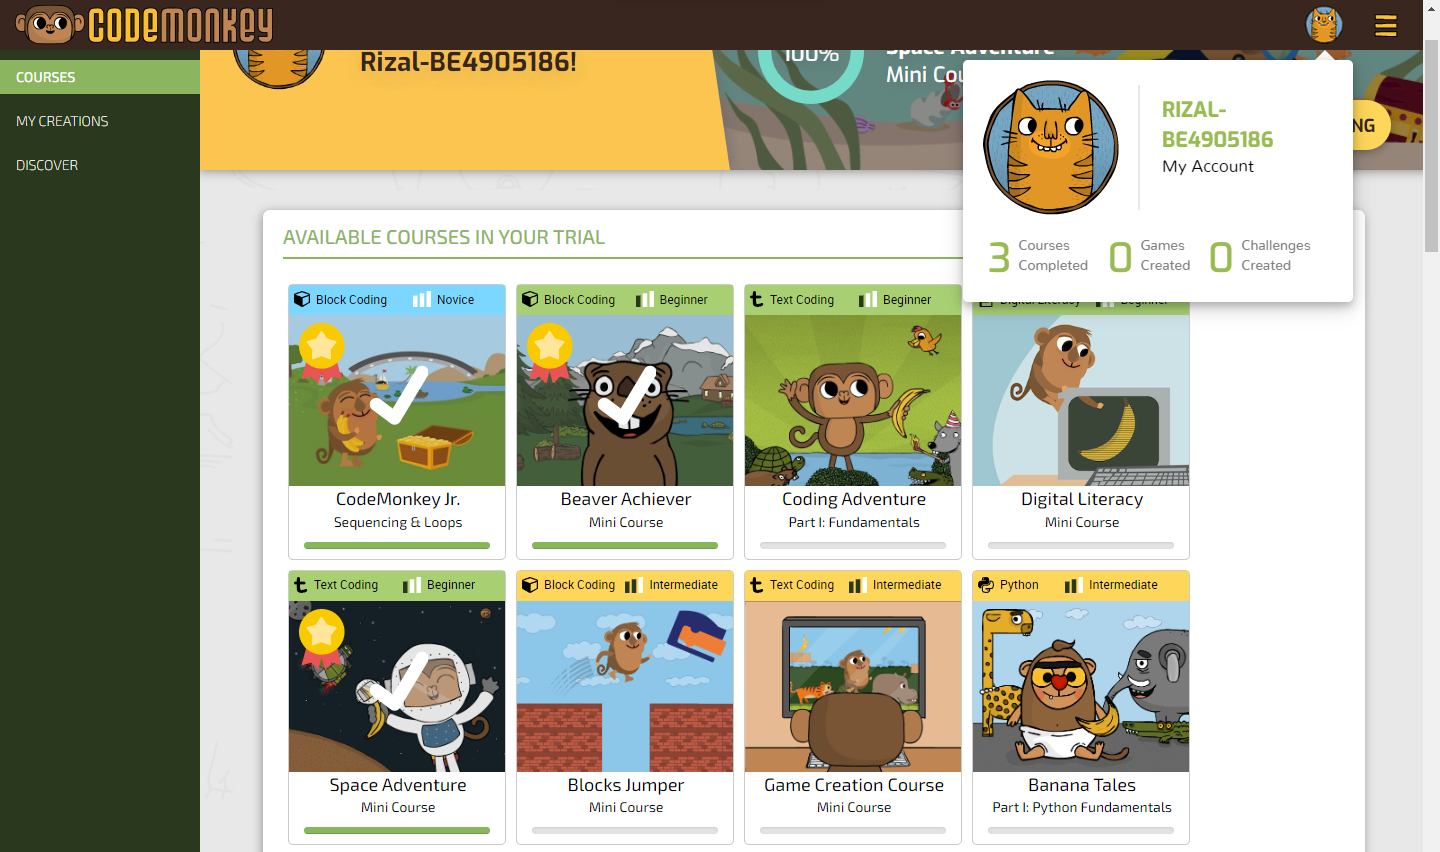 CODEMONKEY
COURSES
MY CREATIONS
DISCOVER
Rizal-BE4905186!
100%
Space Adventure
Mini Cou
NG
RIZAL-
BE4905186
My Account
3 Courses Completed
0 Games Created
0 Challenges Created
AVAILABLE COURSES IN YOUR TRIAL
Block Coding Novice
CodeMonkey Jr.
Sequencing & Loops
Block Coding Beginner
Beaver Achiever
Mini Course
Text Coding Beginner
Coding Adventure
Part I: Fundamentals
Digital Literacy Beginner
Digital Literacy
Mini Course
Text Coding Beginner
Space Adventure
Mini Course
Block Coding Intermediate
Blocks Jumper
Mini Course
Text Coding Intermediate
Game Creation Course
Mini Course
Python Intermediate
Banana Tales
Part I: Python Fundamentals